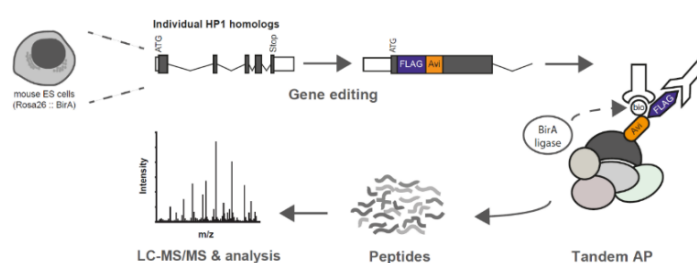 Individual HP1 homologs
ATG
Stop
mouse ES cells
(Rosa26 :: BirA)
Gene editing
ATG
FLAG
Avi
bio
FLAG
Avi
BirA
ligase
Tandem AP
Peptides
Intensity
m/z
LC-MS/MS & analysis